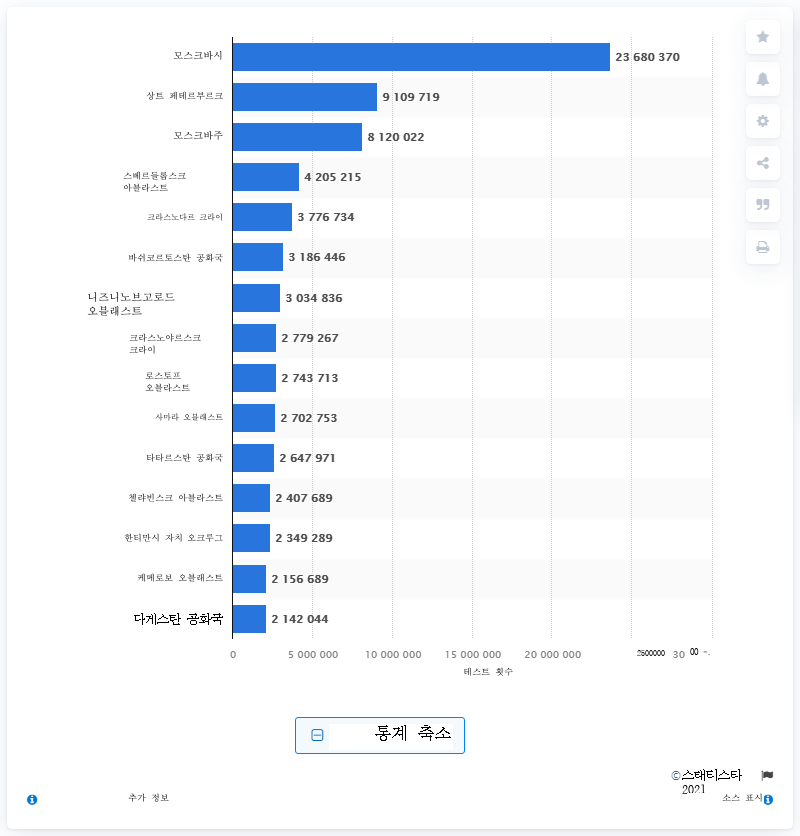 모스크바시
23 680 370
상트 페테르부르크
9 109 719
모스크바주
8 120 022
스베르들롭스크
아블라스트
4 205 215
크라스노다르 크라이
3 776 734
바쉬코르토스탄 공화국
3 186 446
니즈니노브고로드
오블래스트
3 034 836
크라스노야르스크
크라이
2 779 267
로스토프
오블라스트
2 743 713
사마라 오블래스트
2 702 753
타타르스탄 공화국
2 647 971
첼랴빈스크 아블라스트
2 407 689
한티만시 자치 오크루그
2 349 289
케메로보 오블래스트
2 156 689
다게스탄 공화국
2 142 044
0 5 000 000 10 000 000 15 000 000 20 000 000 2500000 30 00
테스트 횟수
통계 축소
©스태티스타
2021
추가 정보
소스 표시